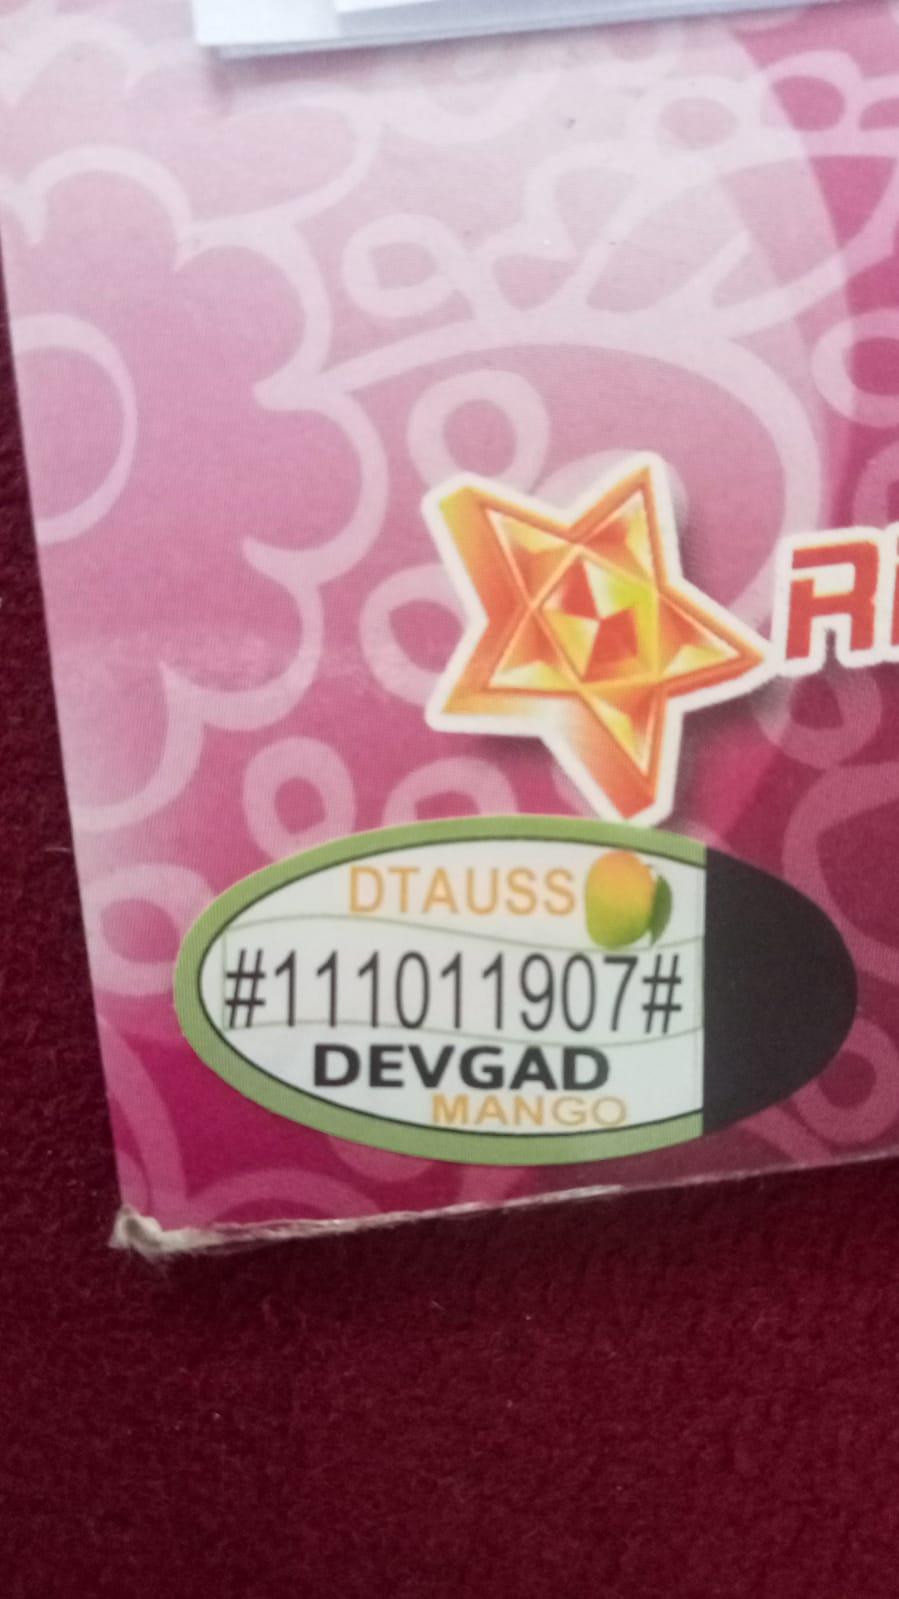 DTAUSS
#111011907#
DEVGAD
MANGO